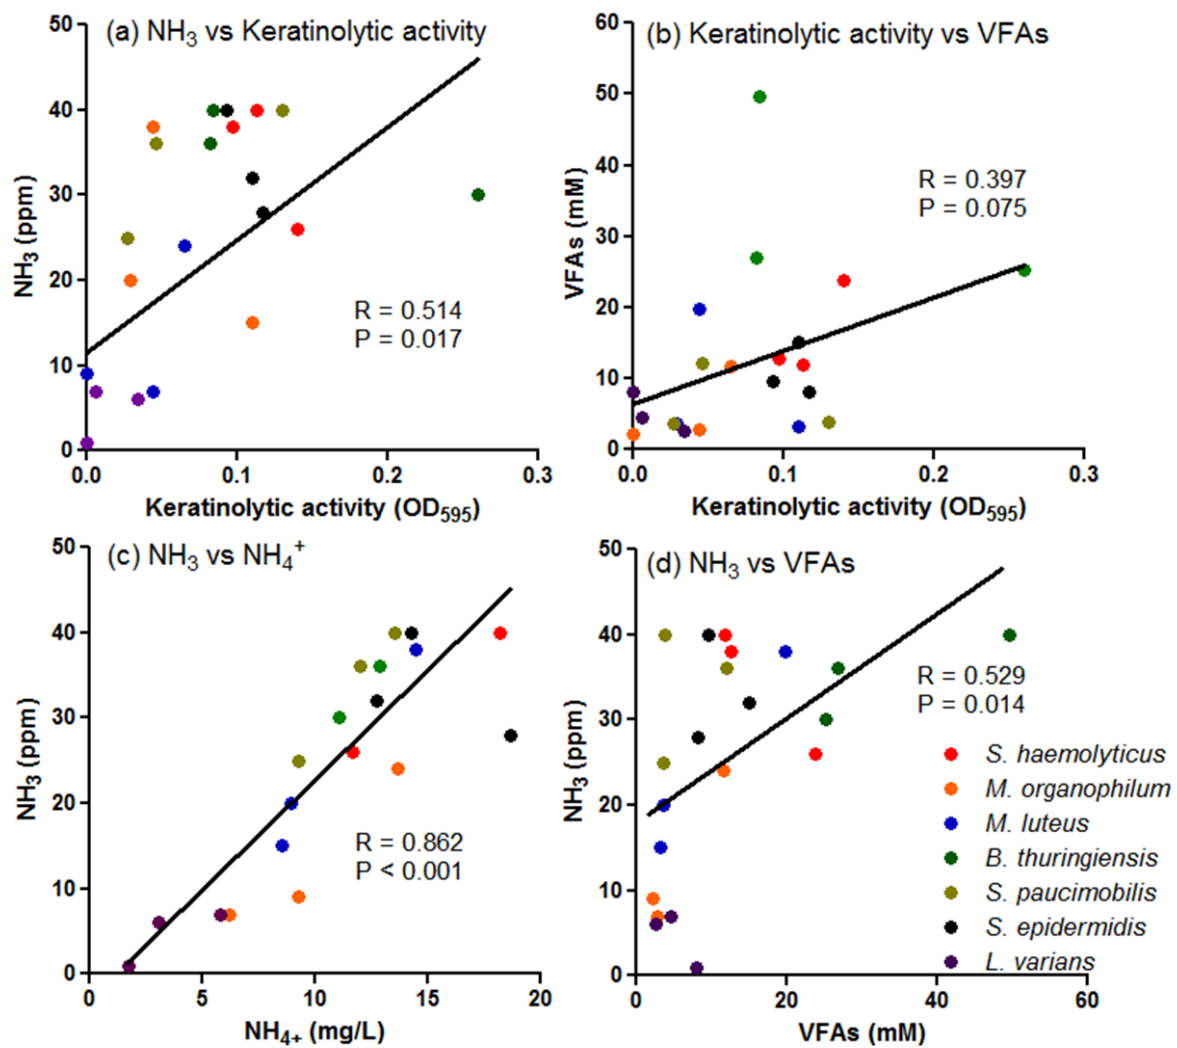 (a) NH₃ vs Keratinolytic activity
50
40
30
20
10
0
NH₃ (ppm)
R = 0.514
P = 0.017
0.0 0.1 0.2 0.3
Keratinolytic activity (OD₅₉₅)
(b) Keratinolytic activity vs VFAs
60
50
40
30
20
10
0
VFAs (mM)
R = 0.397
P = 0.075
0.0 0.1 0.2 0.3
Keratinolytic activity (OD₅₉₅)
(c) NH₃ vs NH₄⁺
50
40
30
20
10
0
NH₃ (ppm)
R = 0.862
P < 0.001
0 5 10 15 20
NH₄₊ (mg/L)
(d) NH₃ vs VFAs
50
40
30
20
10
0
NH₃ (ppm)
R = 0.529
P = 0.014
S. haemolyticus
M. organophilum
M. luteus
B. thuringiensis
S. paucimobilis
S. epidermidis
L. varians
0 20 40 60
VFAs (mM)